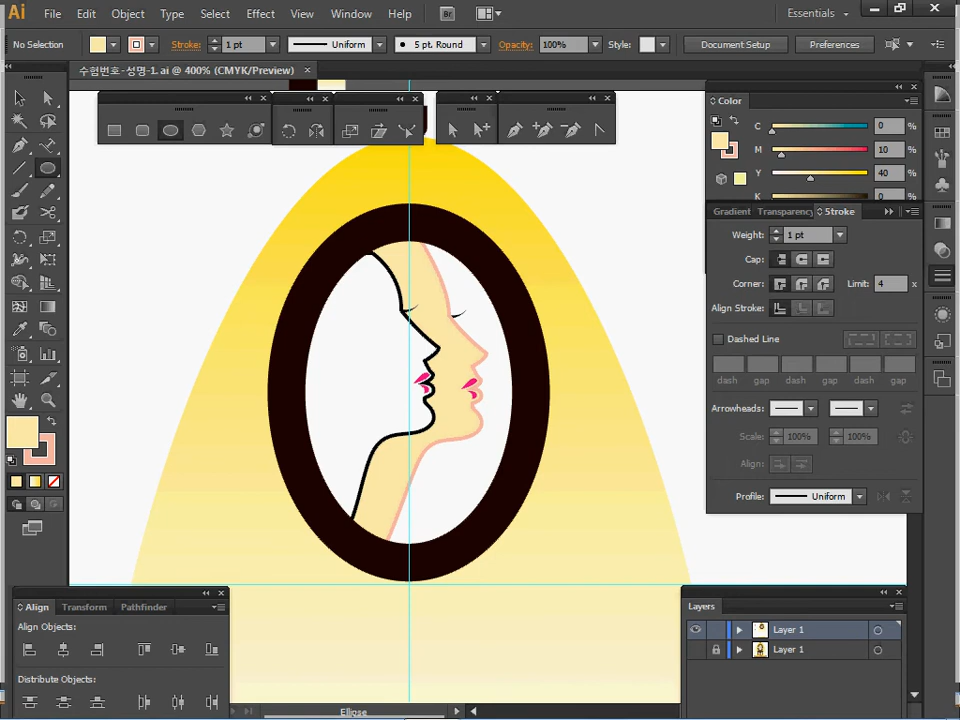 Ai File Edit Object Type Select Effect View Window Help Br Essentials
No Selection Stroke: 1 pt Uniform 5 pt. Round Opacity: 100% Style: Document Setup Preferences
수험번호-성명-1.ai @ 400% (CMYK/Preview)
Color
C 0 %
M 10 %
Y 40 %
K 0 %
Gradient Transparency Stroke
Weight: 1 pt
Cap:
Corner: Limit: 4 x
Align Stroke:
Dashed Line
dash gap dash gap dash gap
Arrowheads:
Scale: 100% 100%
Align:
Profile: Uniform
Align Transform Pathfinder
Align Objects:
Distribute Objects:
Layers
Layer 1
Layer 1
Ellipse